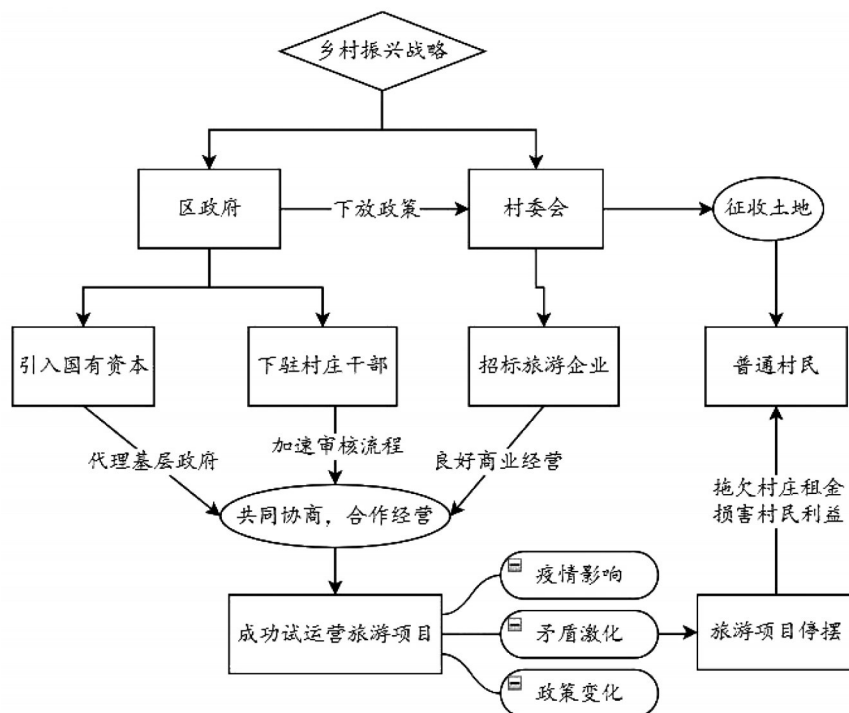 乡村振兴战略
区政府
下放政策
村委会
征收土地
引入国有资本
下驻村庄干部
招标旅游企业
普通村民
代理基层政府
加速审核流程
良好商业经营
拖欠村庄租金
损害村民利益
共同协商，合作经营
疫情影响
成功试运营旅游项目
矛盾激化
旅游项目停摆
政策变化